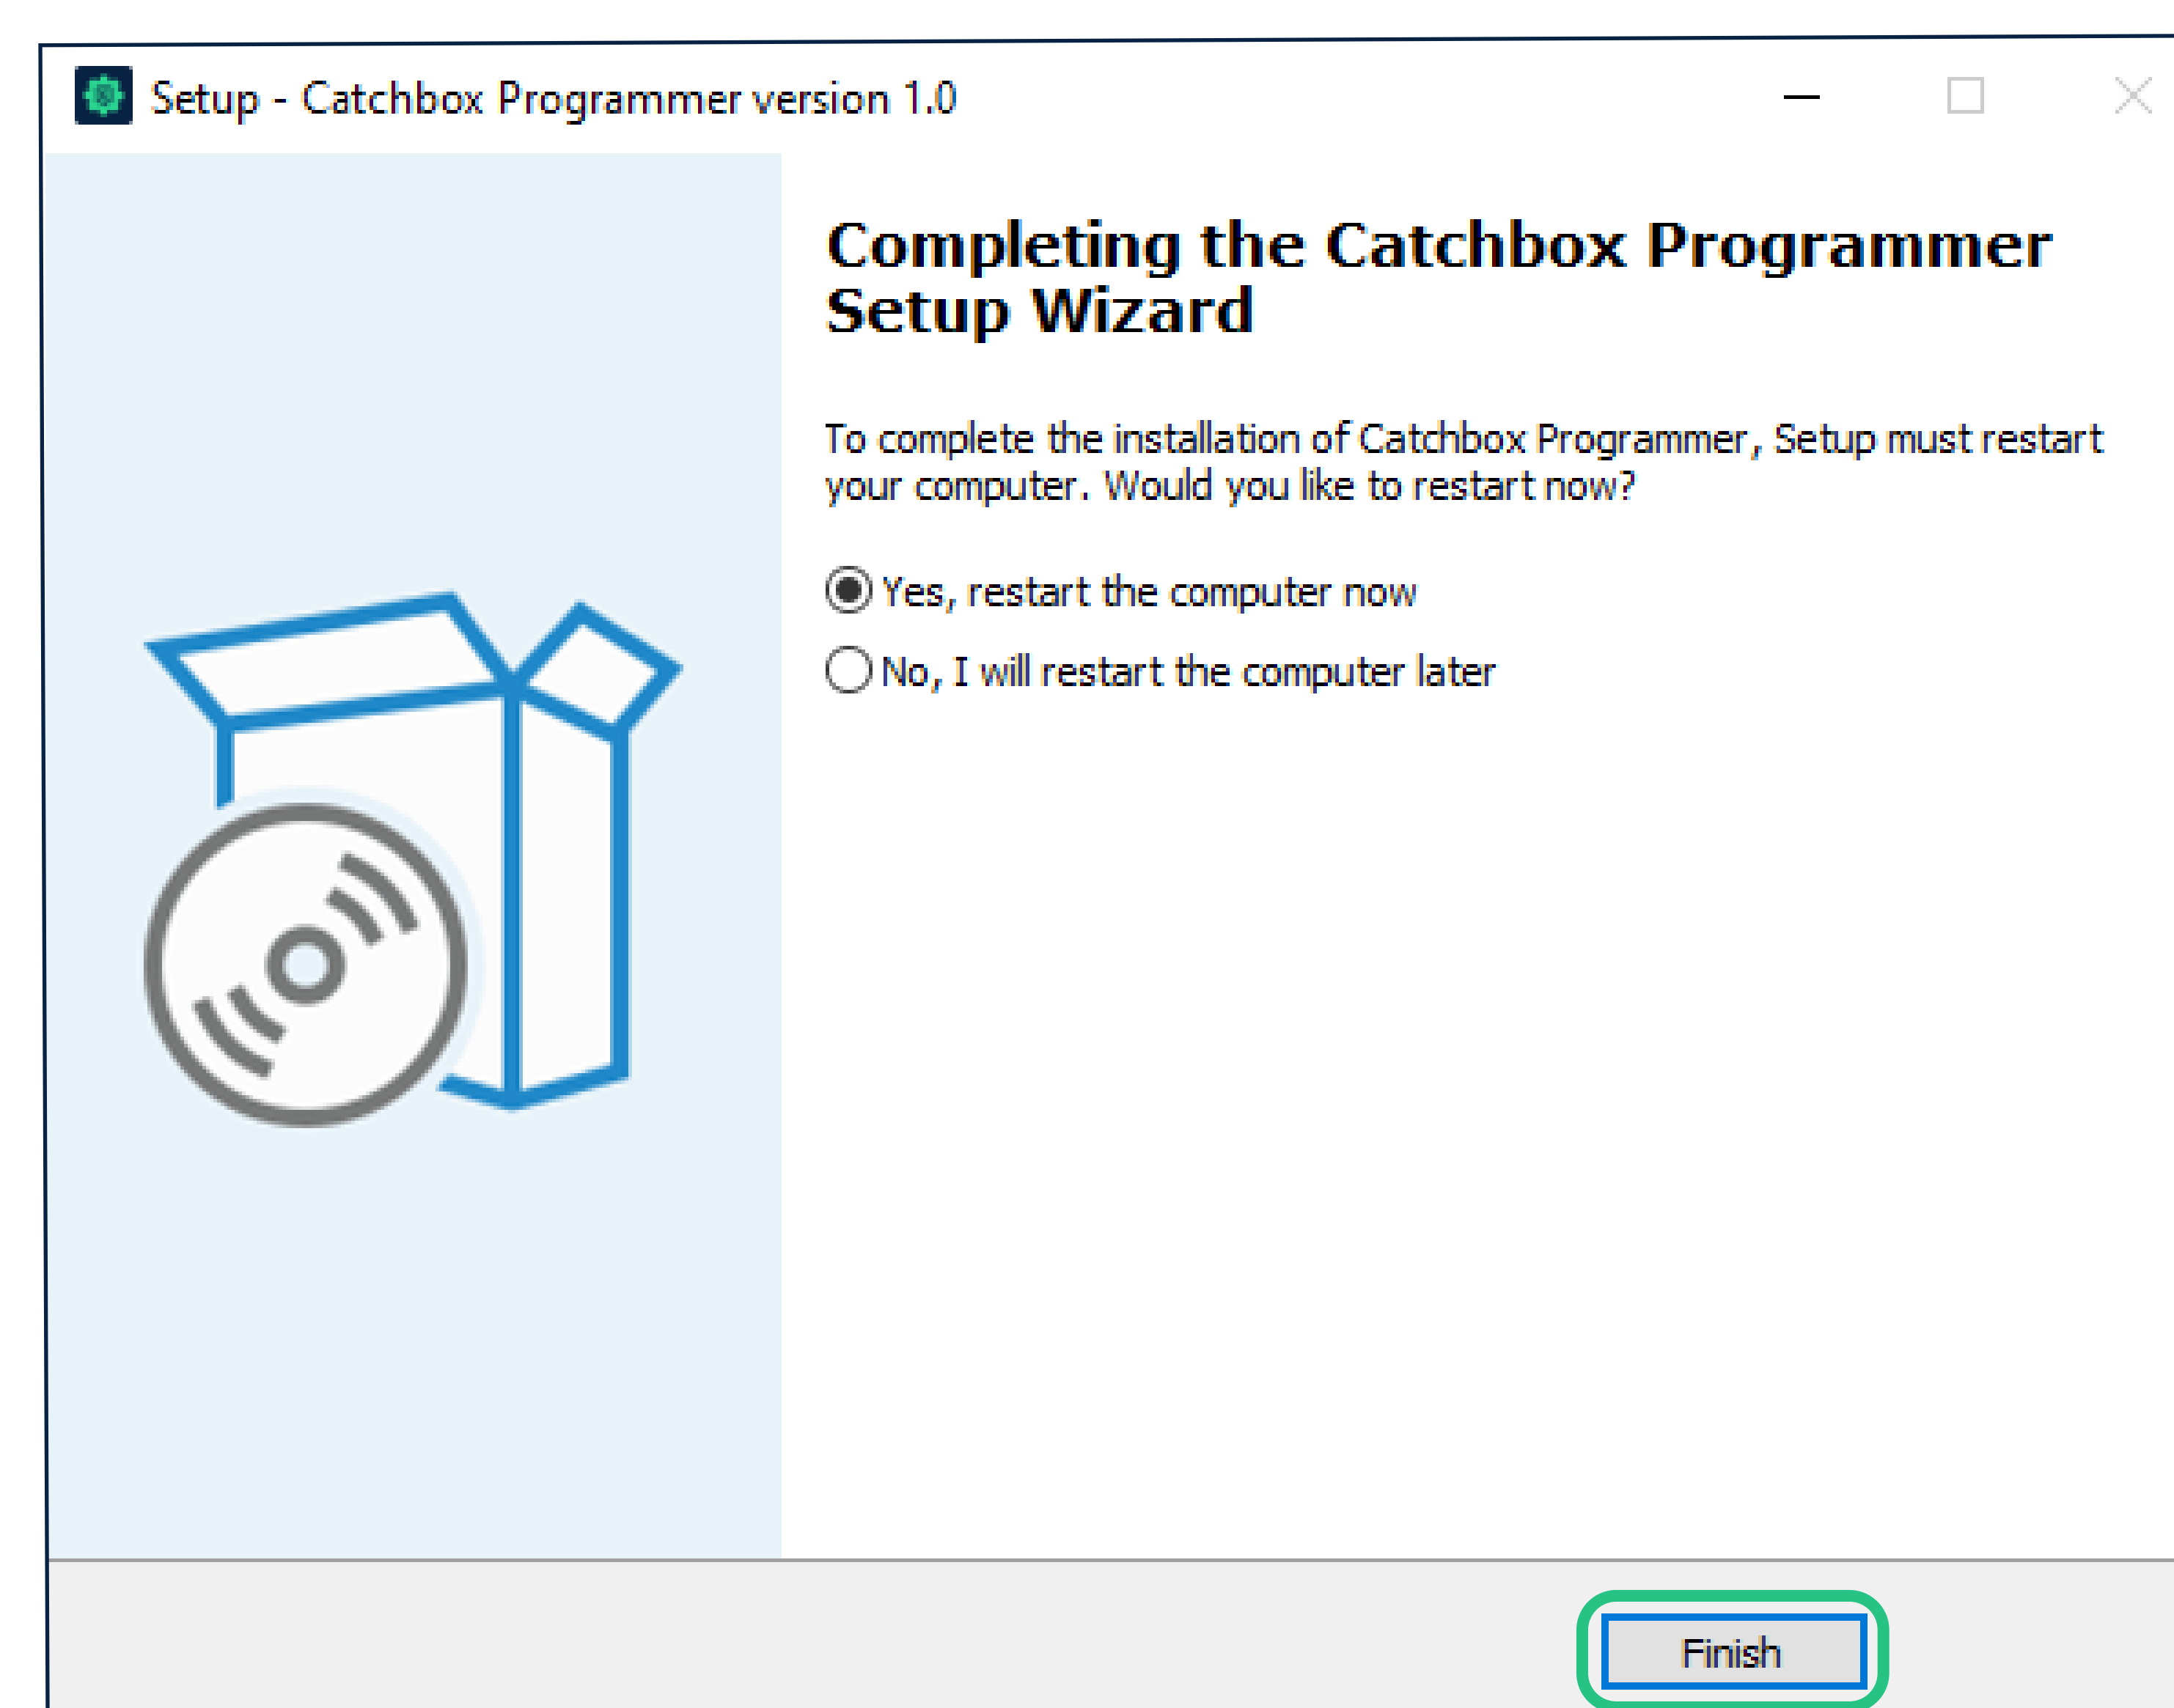 Setup - Catchbox Programmer version 1.0
Completing the Catchbox Programmer
Setup Wizard
To complete the installation of Catchbox Programmer, Setup must restart
your computer. Would you like to restart now?
Yes, restart the computer now
No, I will restart the computer later
Finish